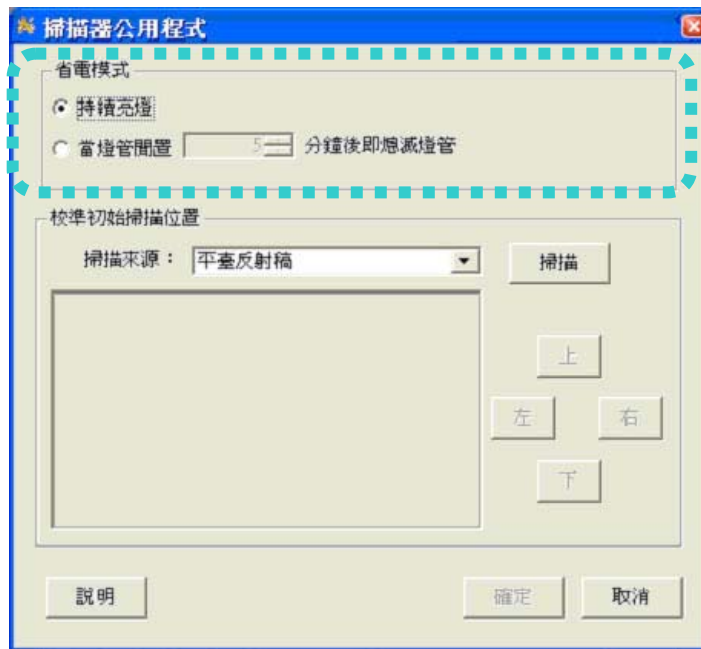 掃描器公用程式
省電模式
持續亮燈
當燈管閒置 5 分鐘後即熄滅燈管
校準初始掃描位置
掃描來源： 平臺反射稿 掃描
上
左 右
下
說明 確定 取消